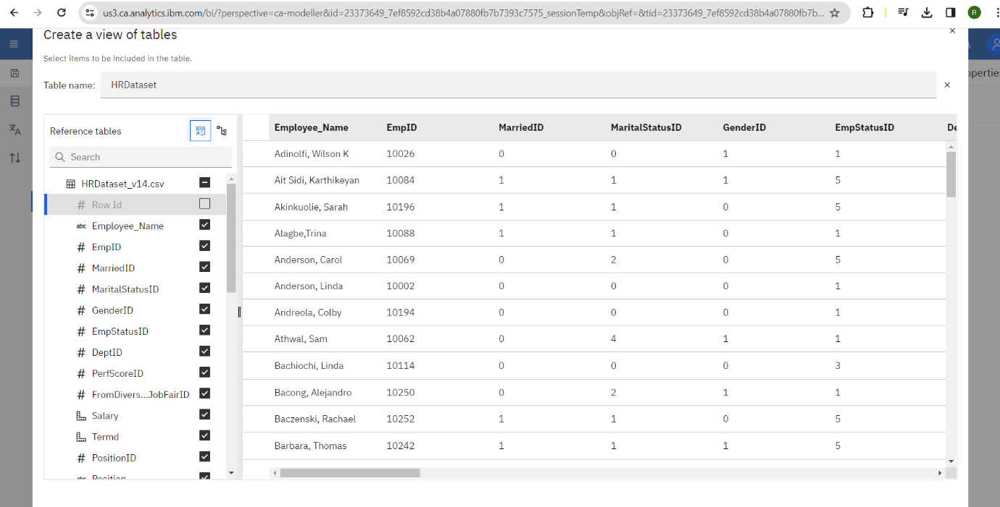 us3.ca.analytics.ibm.com/bi/?perspective=ca-modeller&id=23373649_7ef8592cd38b4a07880fb7b7393c7575_sessionTemp&objRef=&tid=23373649_7ef8592cd38b4a07880fb7b...
R
Create a view of tables
Select items to be included in the table.
opertie
Table name: HRDataset
Reference tables
Search
HRDataset_v14.csv
# Row Id
abc Employee_Name
# EmpID
# MarriedID
# MaritalStatusID
# GenderID
# EmpStatusID
# DeptID
# PerfScoreID
# FromDivers...JobFairID
Salary
Termd
# PositionID
abc Position
Employee_Name EmpID MarriedID MaritalStatusID GenderID EmpStatusID De
Adinolfi, Wilson K 10026 0 0 1 1
Ait Sidi, Karthikeyan 10084 1 1 1 5
Akinkuolie, Sarah 10196 1 1 0 5
Alagbe,Trina 10088 1 1 0 1
Anderson, Carol 10069 0 2 0 5
Anderson, Linda 10002 0 0 0 1
Andreola, Colby 10194 0 0 0 1
Athwal, Sam 10062 0 4 1 1
Bachiochi, Linda 10114 0 0 0 3
Bacong, Alejandro 10250 0 2 1 1
Baczenski, Rachael 10252 1 1 0 5
Barbara, Thomas 10242 1 1 1 5